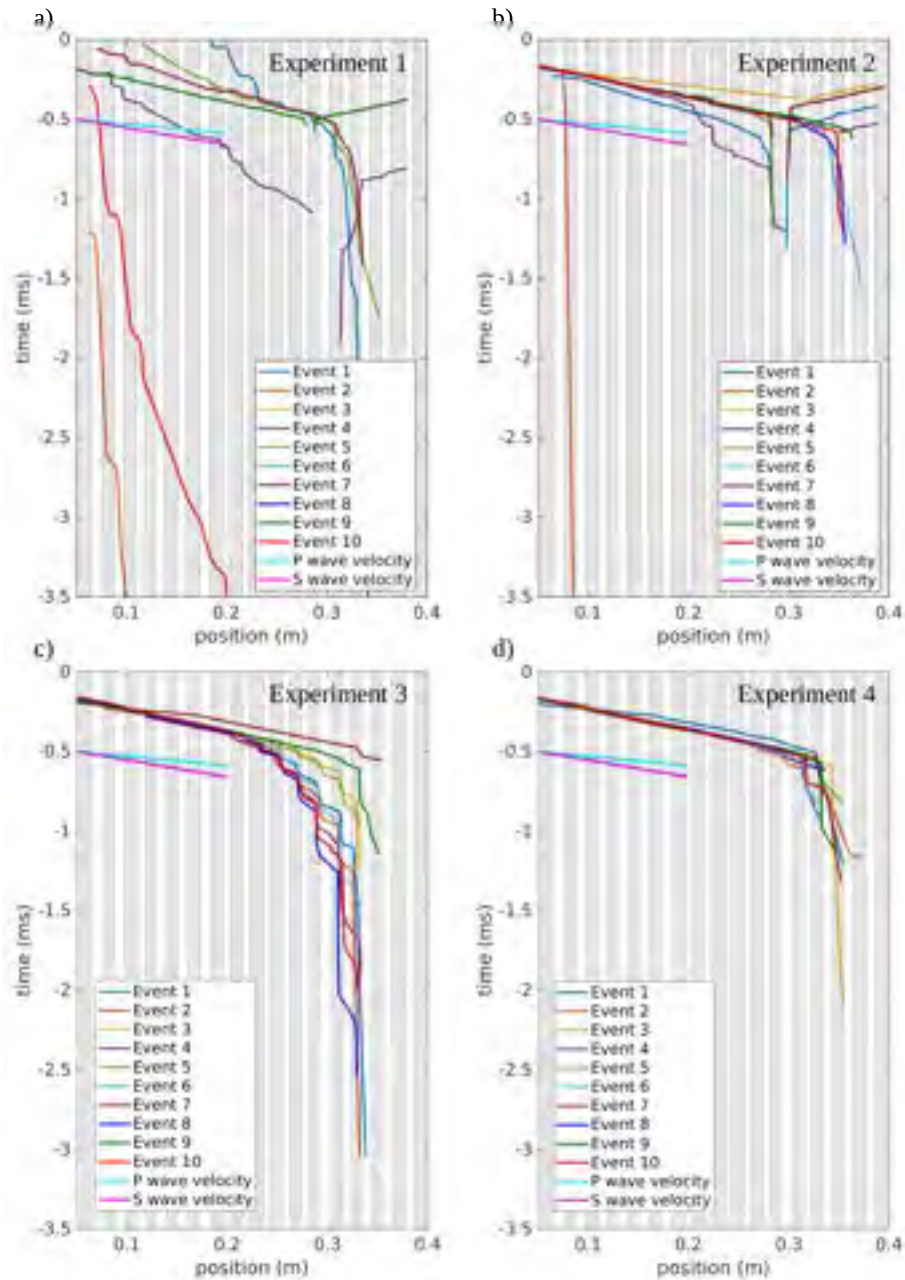 a)
Experiment 1
0
-0.5
-1
-1.5
-2
-2.5
-3
-3.5
time (ms)
0.1 0.2 0.3 0.4
position (m)
Event 1
Event 2
Event 3
Event 4
Event 5
Event 6
Event 7
Event 8
Event 9
Event 10
P wave velocity
S wave velocity
b)
Experiment 2
0
-0.5
-1
-1.5
-2
-2.5
-3
-3.5
time (ms)
0.1 0.2 0.3 0.4
position (m)
Event 1
Event 2
Event 3
Event 4
Event 5
Event 6
Event 7
Event 8
Event 9
Event 10
P wave velocity
S wave velocity
c)
Experiment 3
0
-0.5
-1
-1.5
-2
-2.5
-3
-3.5
time (ms)
0.1 0.2 0.3 0.4
position (m)
Event 1
Event 2
Event 3
Event 4
Event 5
Event 6
Event 7
Event 8
Event 9
Event 10
P wave velocity
S wave velocity
d)
Experiment 4
0
-0.5
-1
-1.5
-2
-2.5
-3
-3.5
time (ms)
0.1 0.2 0.3 0.4
position (m)
Event 1
Event 2
Event 3
Event 4
Event 5
Event 6
Event 7
Event 8
Event 9
Event 10
P wave velocity
S wave velocity